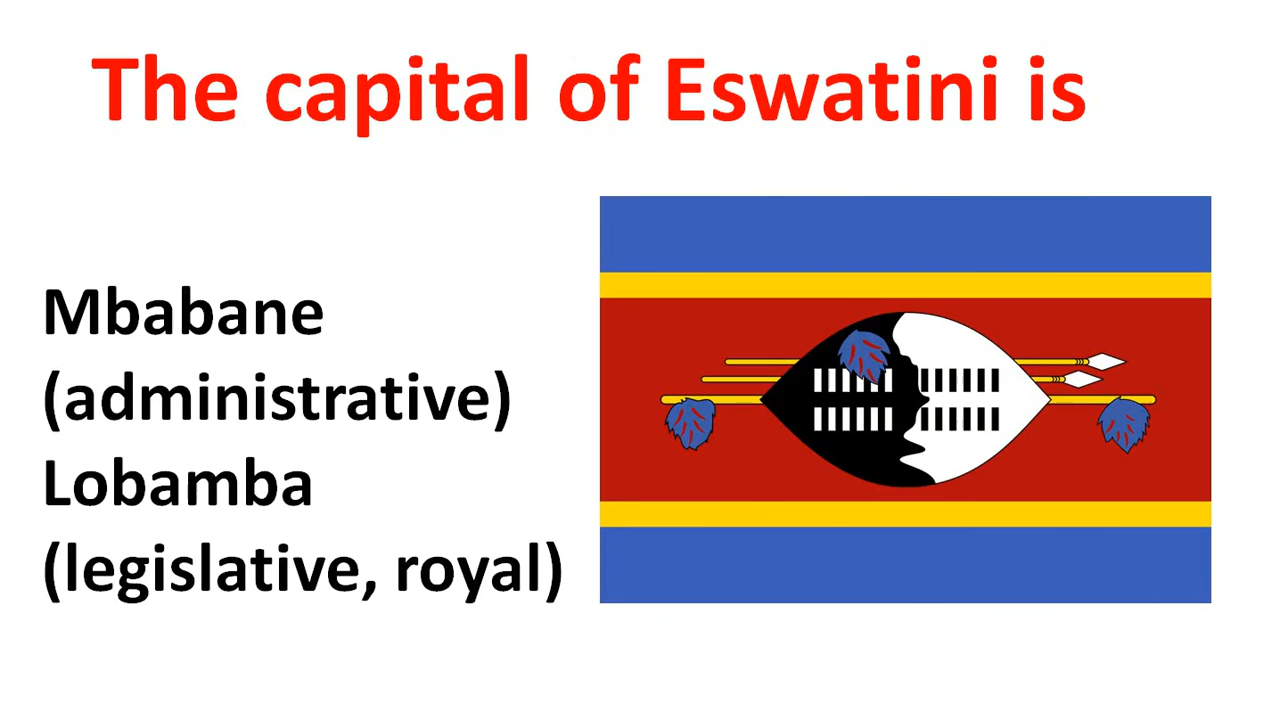 The capital of Eswatini is
Mbabane
(administrative)
Lobamba
(legislative, royal)